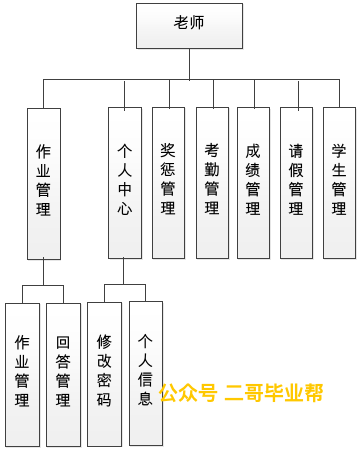 老师
作业管理
个人中心
奖惩管理
考勤管理
成绩管理
请假管理
学生管理
作业管理
回答管理
修改密码
个人信息
公众号 二哥毕业帮